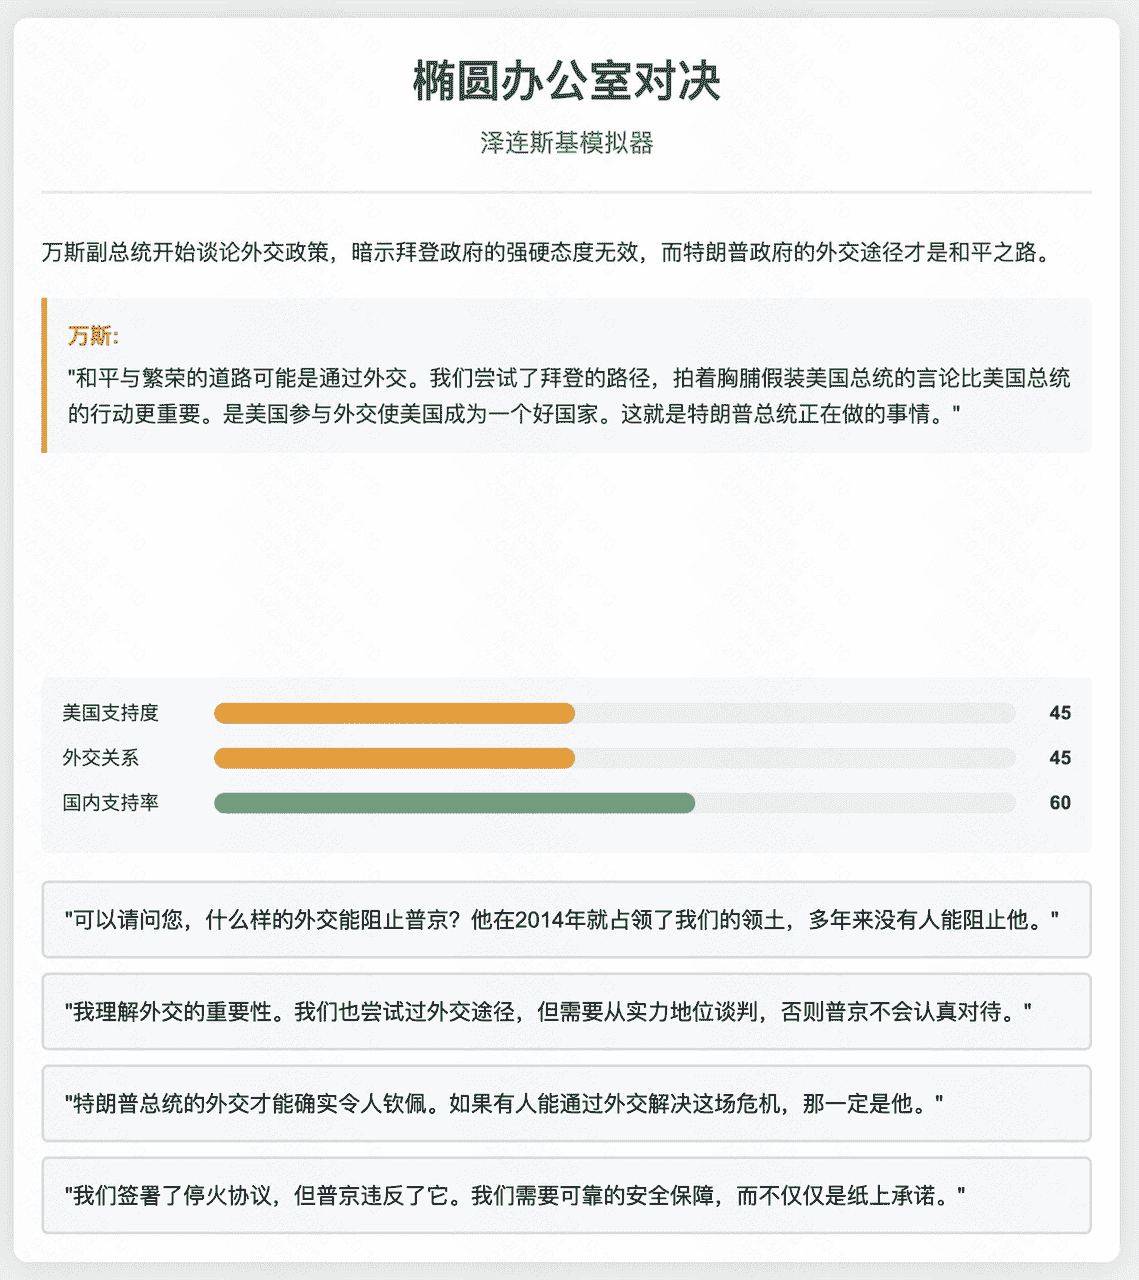 椭圆办公室对决
泽连斯基模拟器
万斯副总统开始谈论外交政策，暗示拜登政府的强硬态度无效，而特朗普政府的外交途径才是和平之路。
万斯:
"和平与繁荣的道路可能是通过外交。我们尝试了拜登的路径，拍着胸脯假装美国总统的言论比美国总统
的行动更重要。是美国参与外交使美国成为一个好国家。这就是特朗普总统正在做的事情。"
美国支持度 45
外交关系 45
国内支持率 60
"可以请问您，什么样的外交能阻止普京？他在2014年就占领了我们的领土，多年来没有人能阻止他。"
"我理解外交的重要性。我们也尝试过外交途径，但需要从实力地位谈判，否则普京不会认真对待。"
"特朗普总统的外交才能确实令人钦佩。如果有人能通过外交解决这场危机，那一定是他。"
"我们签署了停火协议，但普京违反了它。我们需要可靠的安全保障，而不仅仅是纸上承诺。"